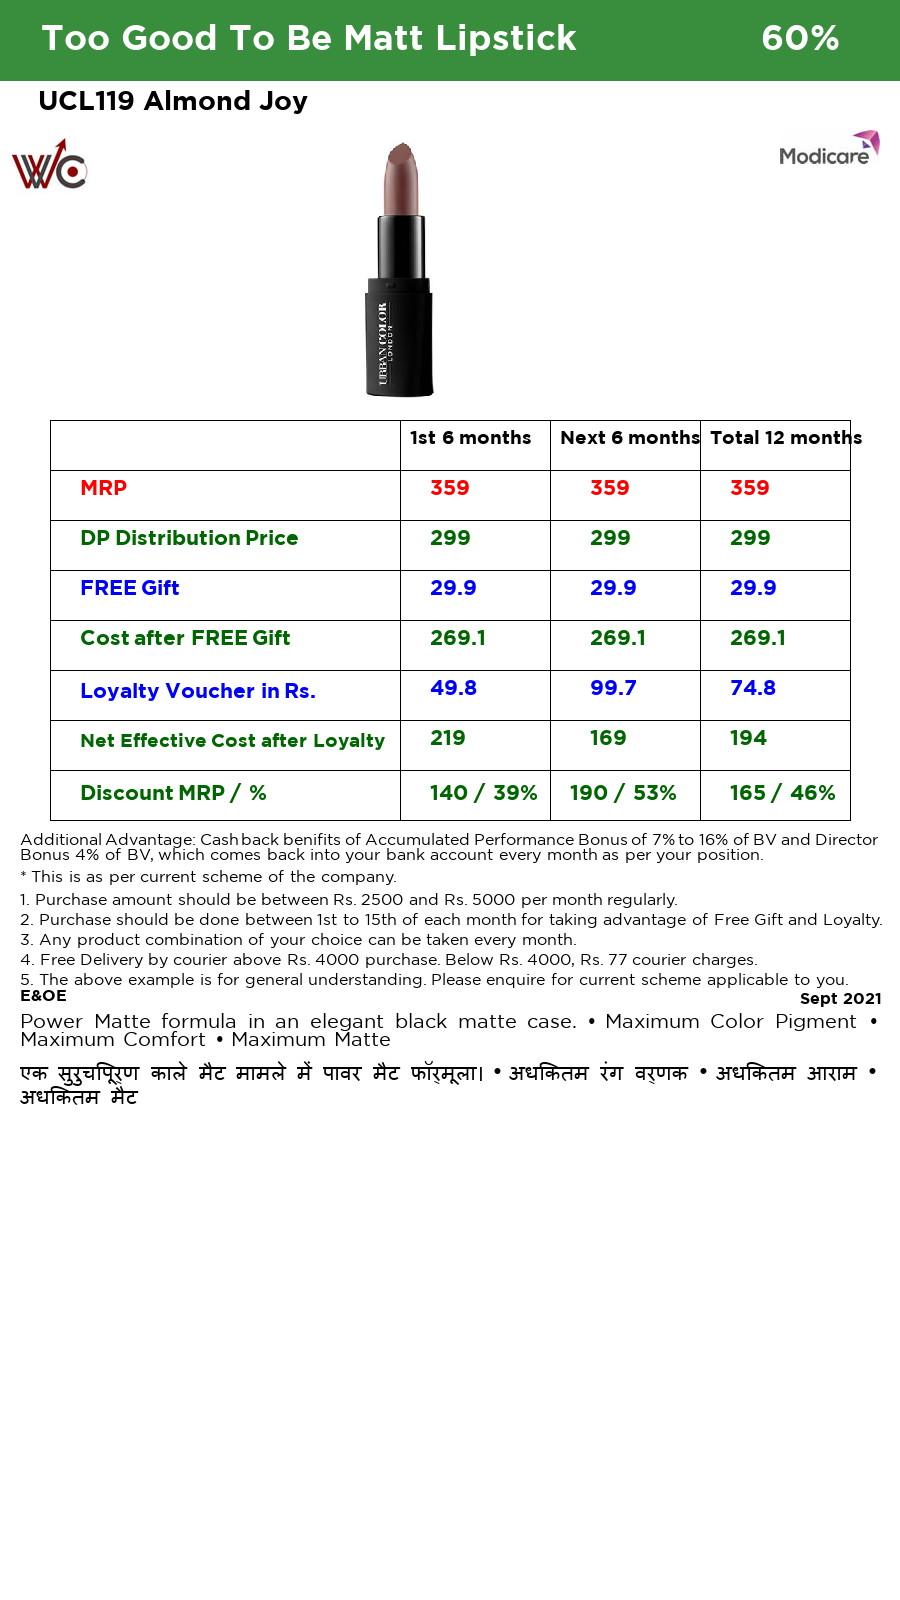 Too Good To Be Matt Lipstick 60%
UCL119 Almond Joy
WC
Modicare
URBAN COLOR
LONDON
1st 6 months Next 6 months Total 12 months
MRP 359 359 359
DP Distribution Price 299 299 299
FREE Gift 29.9 29.9 29.9
Cost after FREE Gift 269.1 269.1 269.1
Loyalty Voucher in Rs. 49.8 99.7 74.8
Net Effective Cost after Loyalty 219 169 194
Discount MRP / % 140 / 39% 190 / 53% 165 / 46%
Additional Advantage: Cashback benifits of Accumulated Performance Bonus of 7% to 16% of BV and Director
Bonus 4% of BV, which comes back into your bank account every month as per your position.
* This is as per current scheme of the company.
1. Purchase amount should be between Rs. 2500 and Rs. 5000 per month regularly.
2. Purchase should be done between 1st to 15th of each month for taking advantage of Free Gift and Loyalty.
3. Any product combination of your choice can be taken every month.
4. Free Delivery by courier above Rs. 4000 purchase. Below Rs. 4000, Rs. 77 courier charges.
5. The above example is for general understanding. Please enquire for current scheme applicable to you.
E&OE Sept 2021
Power Matte formula in an elegant black matte case. • Maximum Color Pigment •
Maximum Comfort • Maximum Matte
एक सुरुचिपूर्ण काले मैट मामले में पावर मैट फॉर्मूला। • अधिकतम रंग वर्णक • अधिकतम आराम •
अधिकतम मैट